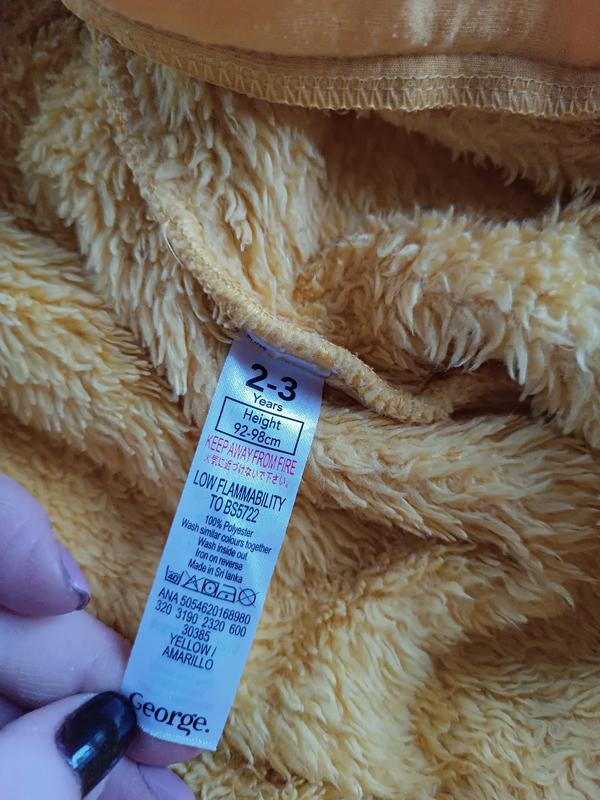 2-3
Years
Height
92-98cm
KEEP AWAY FROM FIRE
火気に近づけないで下さい。
LOW FLAMMABILITY
TO BS5722
100% Polyester
Wash similar colours together
Wash inside out
Iron on reverse
Made in Sri lanka
40
ANA 5054620168980
320 3190 2320 600
30385
YELLOW/
AMARILLO
George.